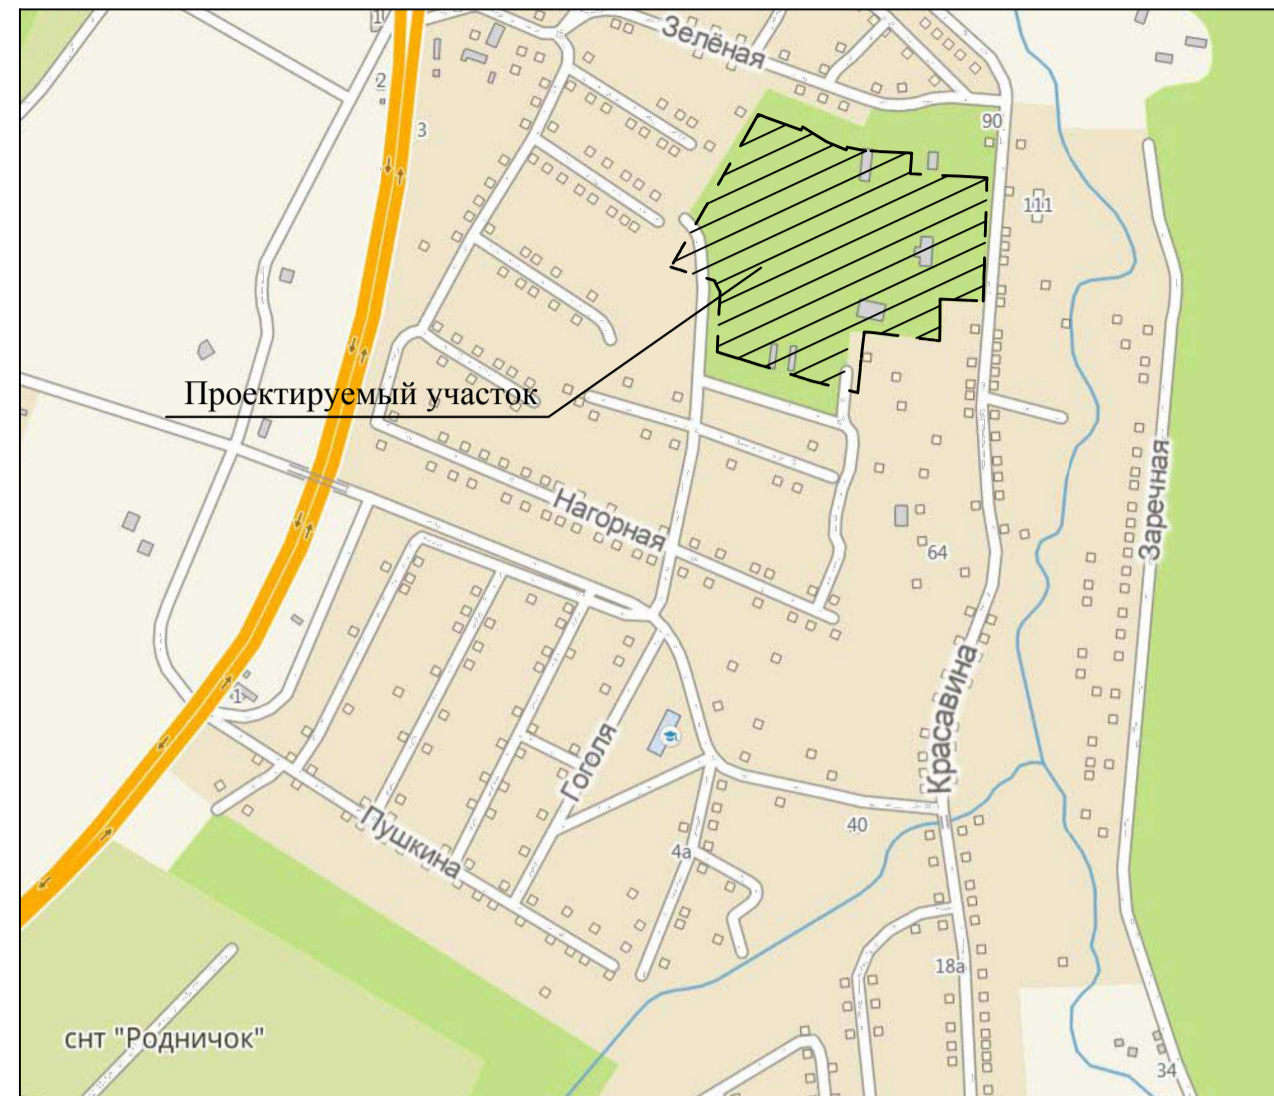 1
Зелёная
2
3
90
111
Проектируемый участок
Заречная
Нагорная
64
Красавина
1
Гоголя
Пушкина
40
4а
18а
снт "Родничок"
34